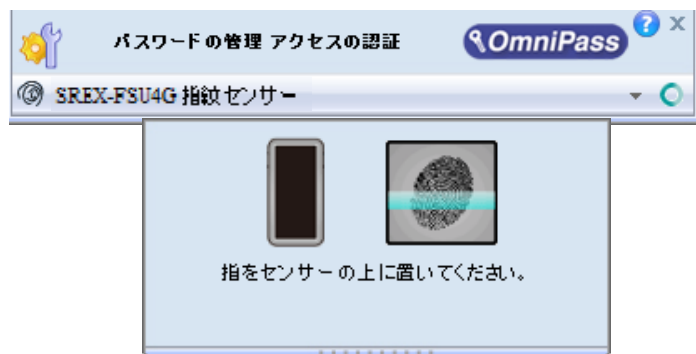 パスワードの管理 アクセスの認証
OmniPass
?
X
SREX-FSU4G 指紋センサー
指をセンサーの上に置いてください。